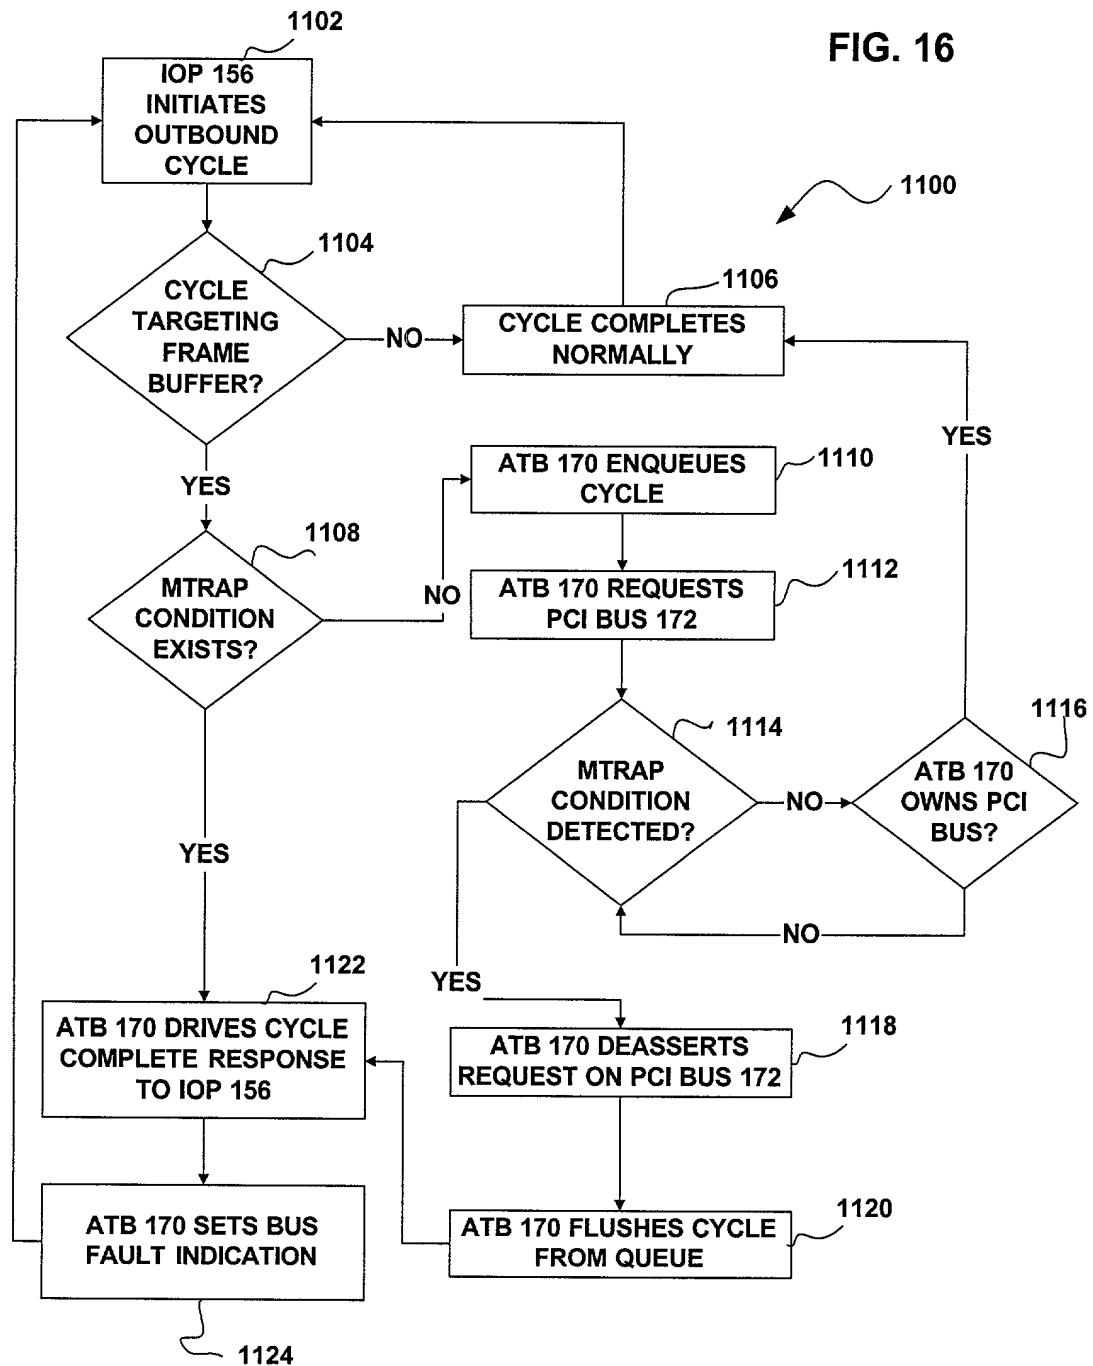 1102
FIG. 16
IOP 156
INITIATES
OUTBOUND
CYCLE
1100
1104
CYCLE
TARGETING
FRAME
BUFFER?
NO
1106
CYCLE COMPLETES
NORMALLY
YES
YES
1110
ATB 170 ENQUEUES
CYCLE
1108
MTRAP
CONDITION
EXISTS?
NO
1112
ATB 170 REQUESTS
PCI BUS 172
1114
MTRAP
CONDITION
DETECTED?
NO
1116
ATB 170
OWNS PCI
BUS?
NO
YES
YES
1122
ATB 170 DRIVES CYCLE
COMPLETE RESPONSE
TO IOP 156
1118
ATB 170 DEASSERTS
REQUEST ON PCI BUS 172
ATB 170 SETS BUS
FAULT INDICATION
1120
ATB 170 FLUSHES CYCLE
FROM QUEUE
1124